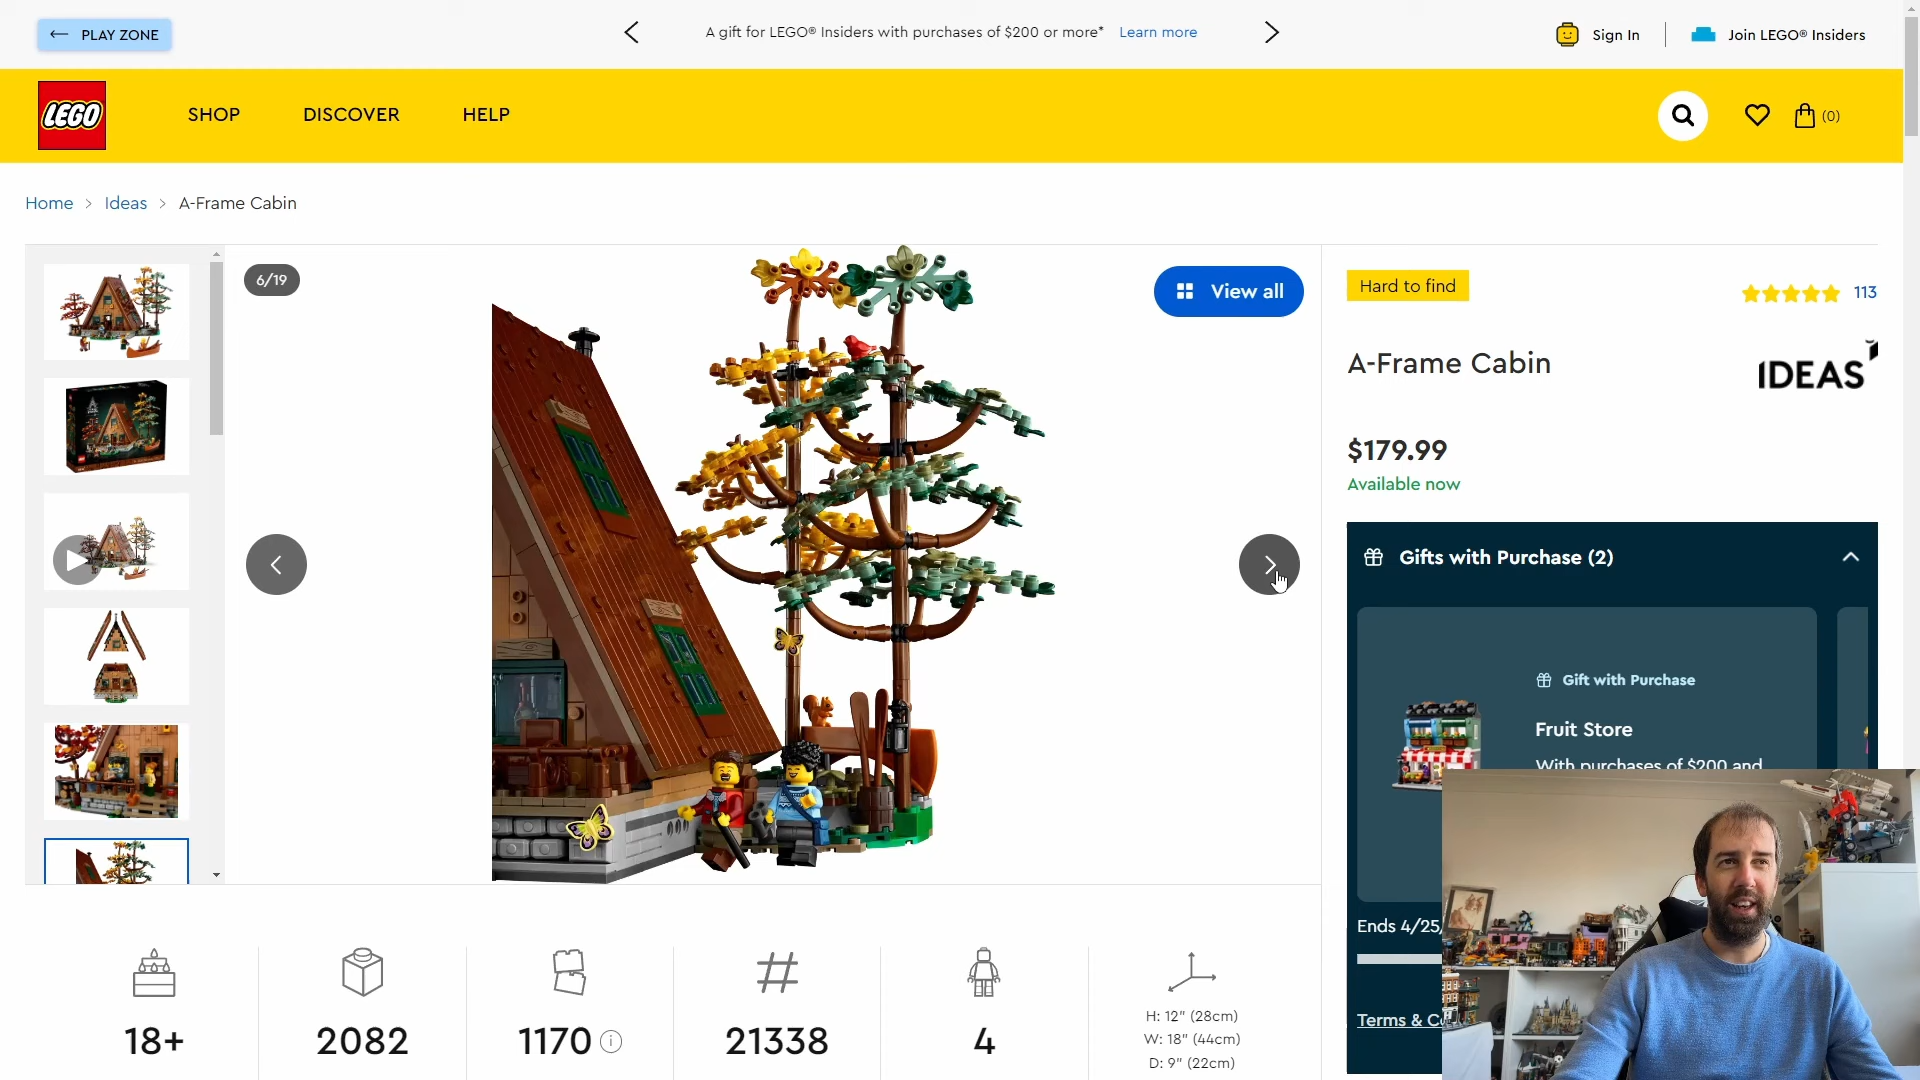 PLAY ZONE
A gift for LEGO® Insiders with purchases of $200 or more* Learn more
Sign In
Join LEGO® Insiders
LEGO
SHOP
DISCOVER
HELP
(0)
Home > Ideas > A-Frame Cabin
6/19
View all
Hard to find
113
A-Frame Cabin
IDEAS
$179.99
Available now
Gifts with Purchase (2)
Gift with Purchase
Fruit Store
With purchases of $200 and
Ends 4/25/
Terms &
18+
2082
1170
21338
4
H: 12" (28cm)
W: 18" (44cm)
D: 9" (22cm)